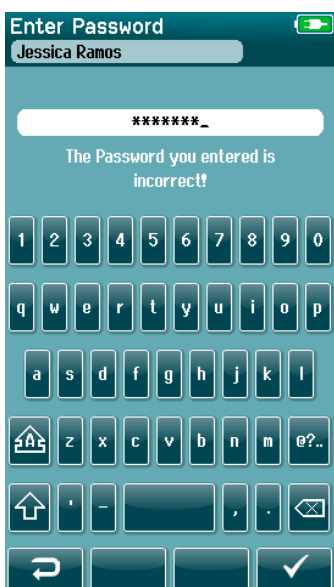 Enter Password
Jessica Ramos
*******_
The Password you entered is
incorrect!
1 2 3 4 5 6 7 8 9 0
q w e r t y u i o p
a s d f g h j k l
A z x c v b n m @?..
' - , .